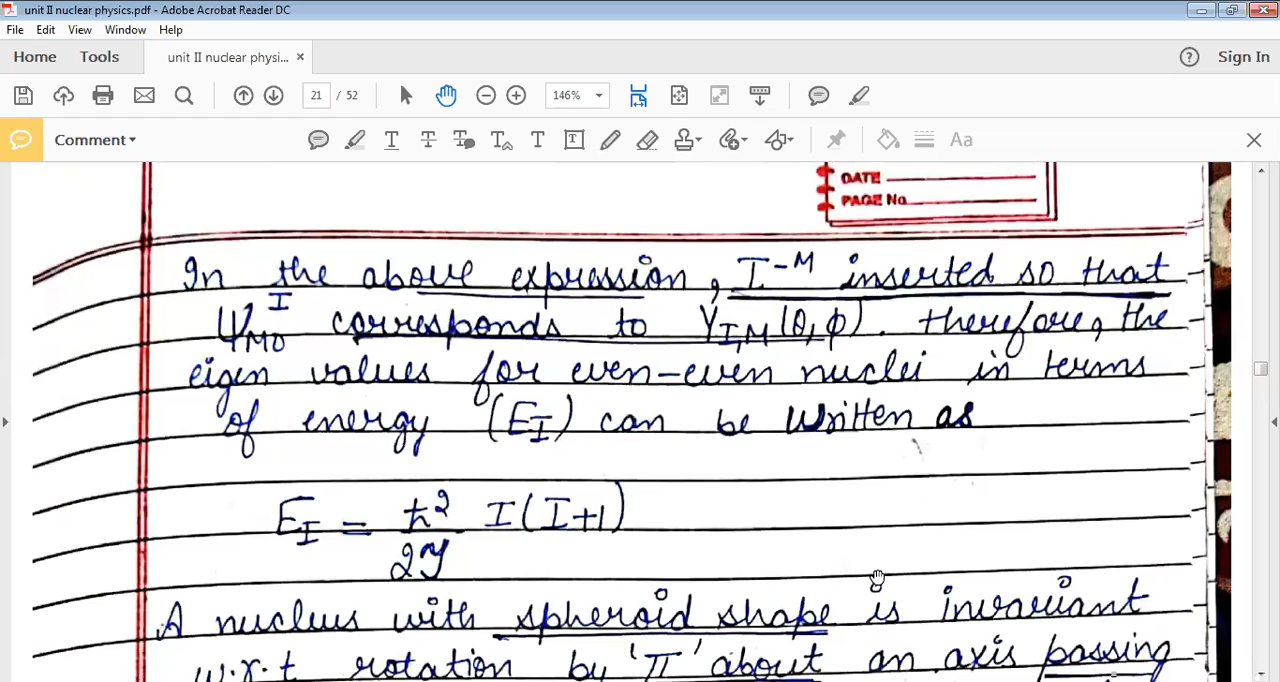 unit II nuclear physics.pdf - Adobe Acrobat Reader DC
File Edit View Window Help
Home Tools unit II nuclear physi... × ? Sign In
21 / 52 146%
Comment
DATE
PAGE No.
In the above expression, I^-M inserted so that
Ψ^I_M0 corresponds to Y_I,M (θ, φ). therefore, the
eigen values for even-even nuclei in terms
of energy (E_I) can be written as
E_I = ħ²/2𝒥 I(I+1)
A nucleus with spheroid shape is invariant
w.r.t rotation by 'π' about an axis passing